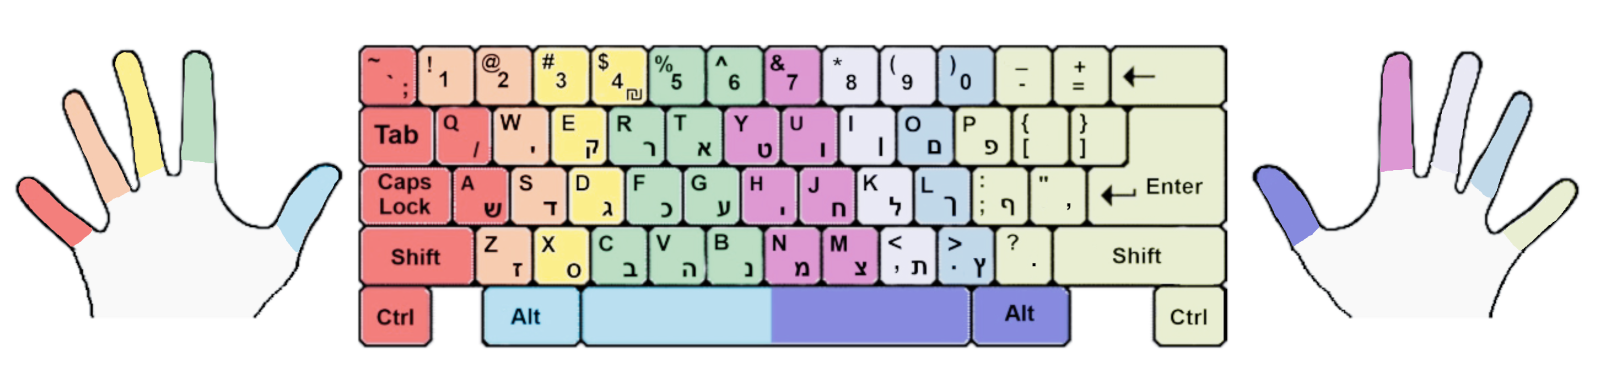 ~ ` ; ! 1 @ 2 # 3 $ 4 ₪ % 5 ^ 6 & 7 * 8 ( 9 ) 0 _ - + = ←
Tab Q / W ' E ק R ר T א Y ט U ו I ן O ם P פ { [ } ]
Caps Lock A ש S ד D ג F כ G ע H י J ח K ל L ך : ; ף " , ↵ Enter
Shift Z ז X ס C ב V ה B נ N מ M צ < , ת > . ץ ? . Shift
Ctrl Alt Alt Ctrl